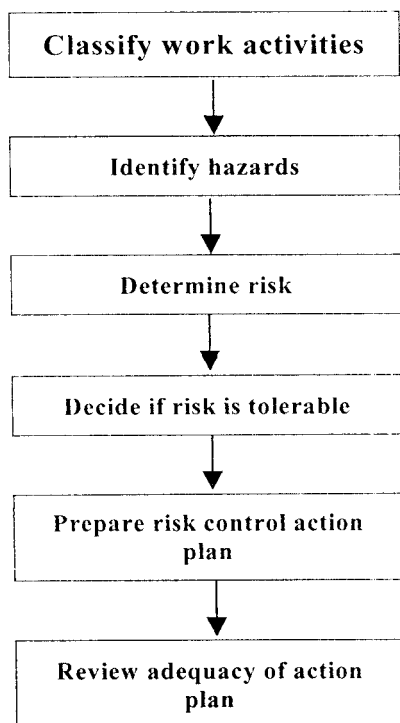 Classify work activities
Identify hazards
Determine risk
Decide if risk is tolerable
Prepare risk control action
plan
Review adequacy of action
plan